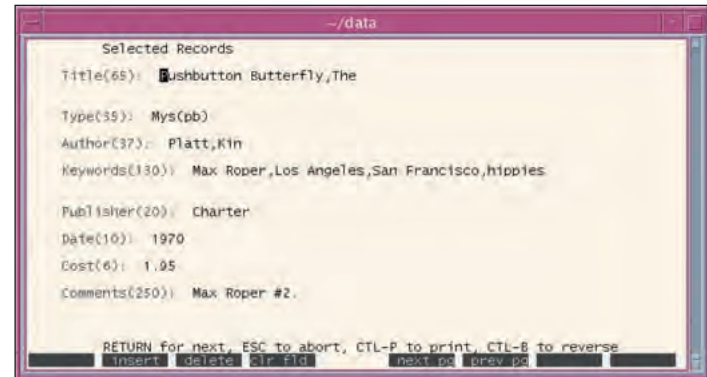 ~/data
Selected Records
Title(65): Pushbutton Butterfly,The
Type(35): Mys(pb)
Author(37): Platt,Kin
Keywords(130): Max Roper,Los Angeles,San Francisco,hippies
Publisher(20): Charter
Date(10): 1970
Cost(6): 1.95
Comments(250): Max Roper #2.
RETURN for next, ESC to abort, CTL-P to print, CTL-B to reverse
insert delete clr fld next pg prev pg